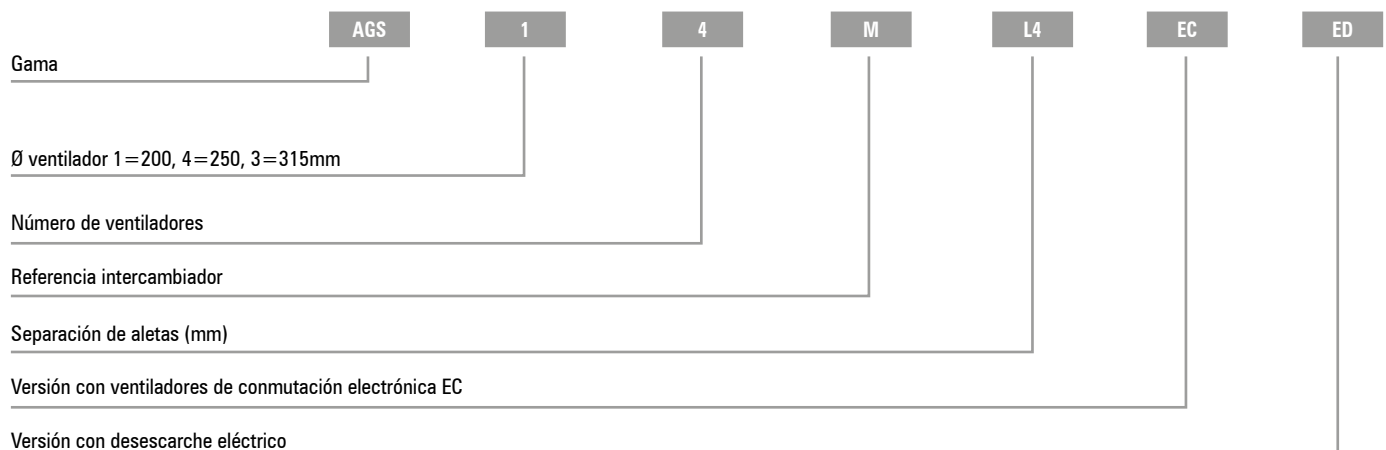 AGS 1 4 M L4 EC ED
Gama
Ø ventilador 1=200, 4=250, 3=315mm
Número de ventiladores
Referencia intercambiador
Separación de aletas (mm)
Versión con ventiladores de conmutación electrónica EC
Versión con desescarche eléctrico